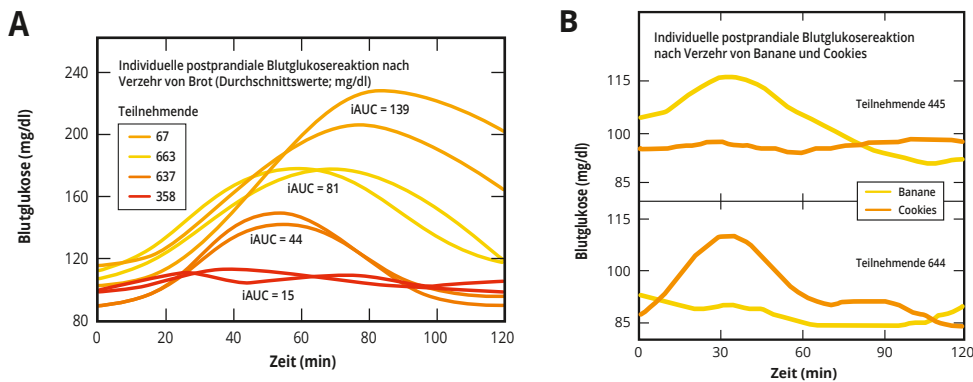 A
Individuelle postprandiale Blutglukosereaktion nach
Verzehr von Brot (Durchschnittswerte; mg/dl)
Teilnehmende
67
663
637
358
iAUC = 139
iAUC = 81
iAUC = 44
iAUC = 15
Blutglukose (mg/dl)
240
200
160
120
80
0 20 40 60 80 100 120
Zeit (min)
B
Individuelle postprandiale Blutglukosereaktion
nach Verzehr von Banane und Cookies
Teilnehmende 445
Banane
Cookies
Teilnehmende 644
Blutglukose (mg/dl)
115
100
85
115
100
85
0 30 60 90 120
Zeit (min)